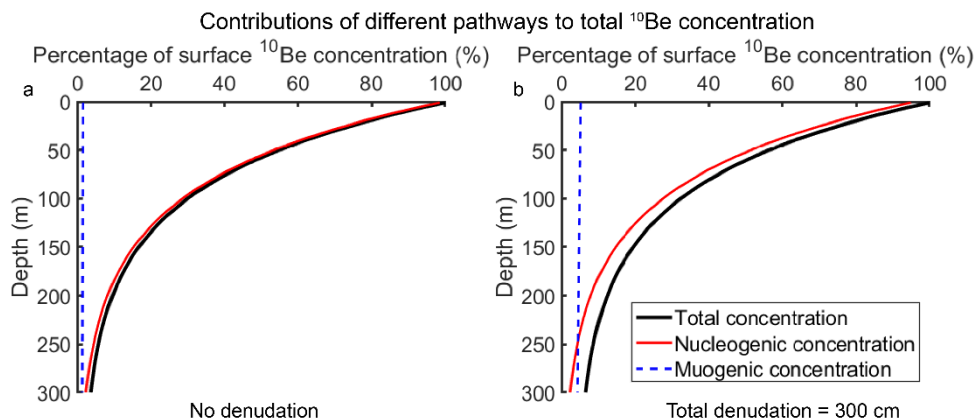 Contributions of different pathways to total ¹⁰Be concentration
Percentage of surface ¹⁰Be concentration (%)
a
0 20 40 60 80 100
0
50
100
150
200
250
300
Depth (m)
No denudation
Percentage of surface ¹⁰Be concentration (%)
b
0 20 40 60 80 100
0
50
100
150
200
250
300
Depth (m)
Total concentration
Nucleogenic concentration
Muogenic concentration
Total denudation = 300 cm